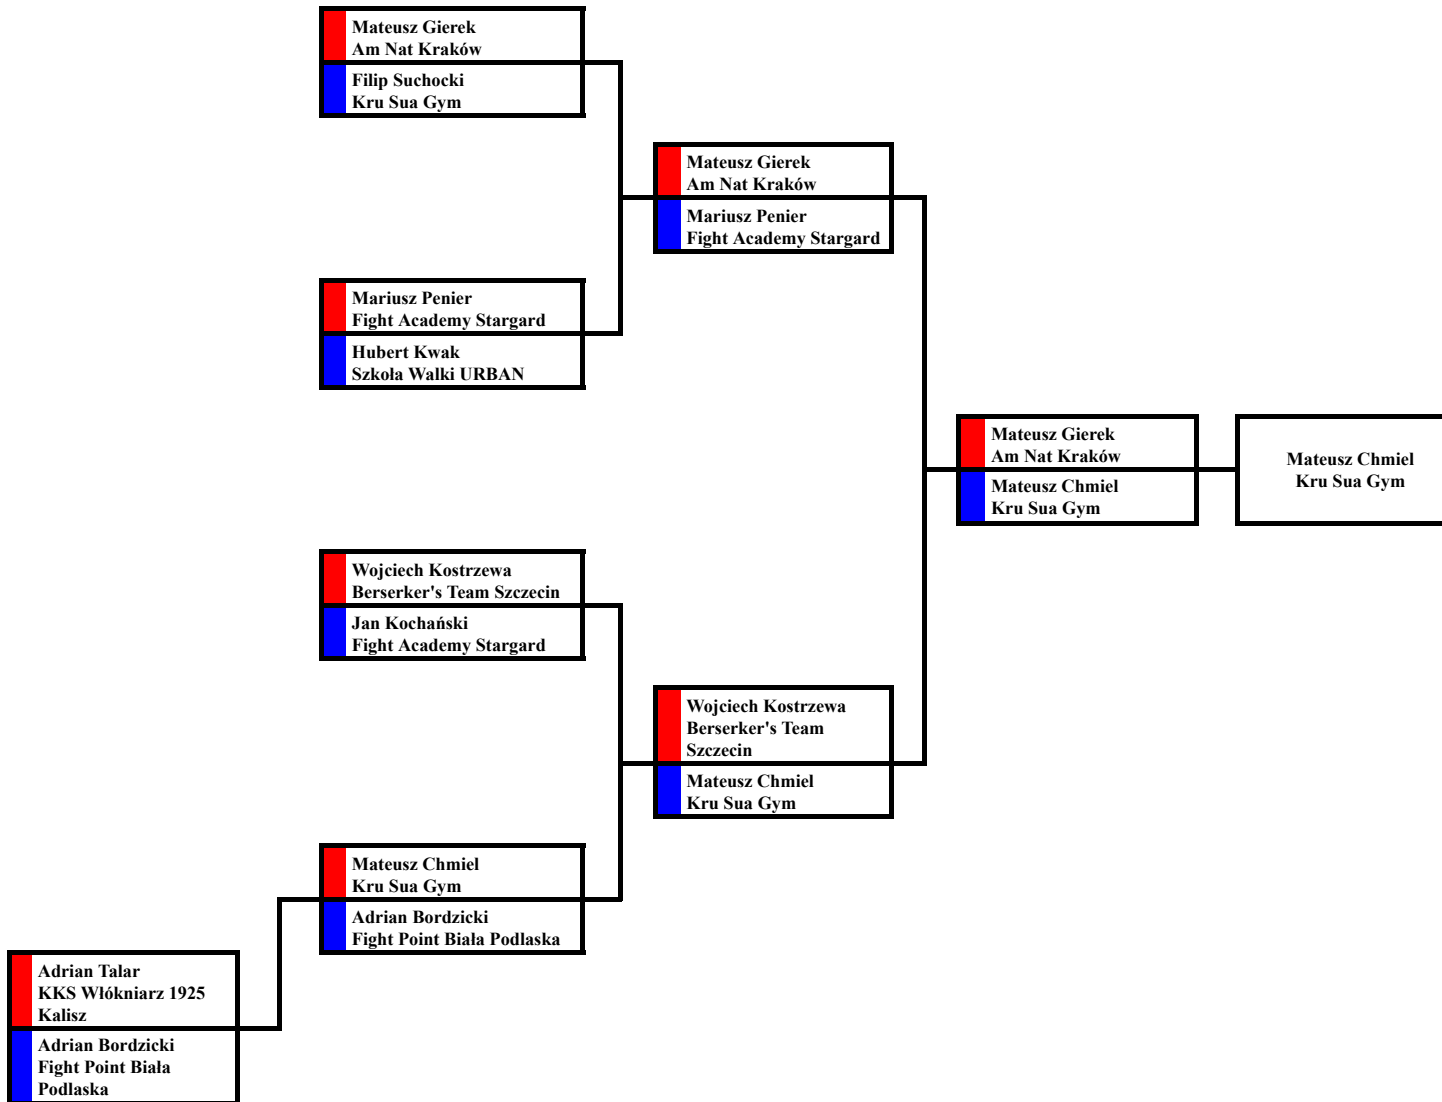 Mateusz Gierek
Am Nat Kraków
Filip Suchocki
Kru Sua Gym
Mateusz Gierek
Am Nat Kraków
Mariusz Penier
Fight Academy Stargard
Mariusz Penier
Fight Academy Stargard
Hubert Kwak
Szkoła Walki URBAN
Mateusz Gierek
Am Nat Kraków
Mateusz Chmiel
Kru Sua Gym
Mateusz Chmiel
Kru Sua Gym
Wojciech Kostrzewa
Berserker's Team Szczecin
Jan Kochański
Fight Academy Stargard
Wojciech Kostrzewa
Berserker's Team
Szczecin
Mateusz Chmiel
Kru Sua Gym
Mateusz Chmiel
Kru Sua Gym
Adrian Bordzicki
Fight Point Biała Podlaska
Adrian Talar
KKS Włókniarz 1925
Kalisz
Adrian Bordzicki
Fight Point Biała
Podlaska